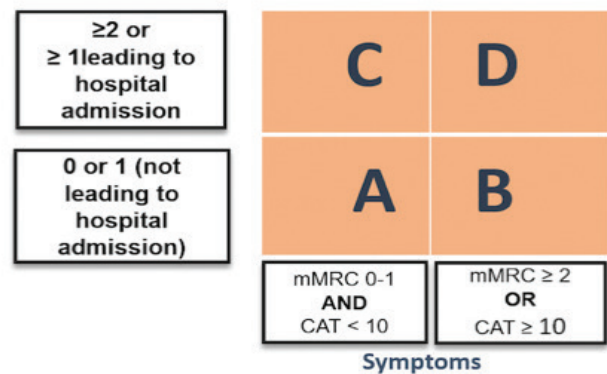 ≥2 or
≥ 1leading to
hospital
admission
C D
0 or 1 (not
leading to
hospital
admission)
A B
mMRC 0-1
AND
CAT < 10
mMRC ≥ 2
OR
CAT ≥ 10
Symptoms